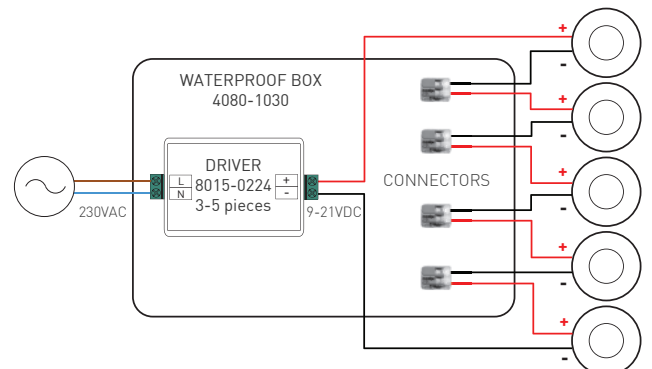 WATERPROOF BOX
4080-1030
DRIVER
8015-0224
3-5 pieces
L
N
+
-
230VAC
9-21VDC
CONNECTORS
+
-
+
-
+
-
+
-
+
-